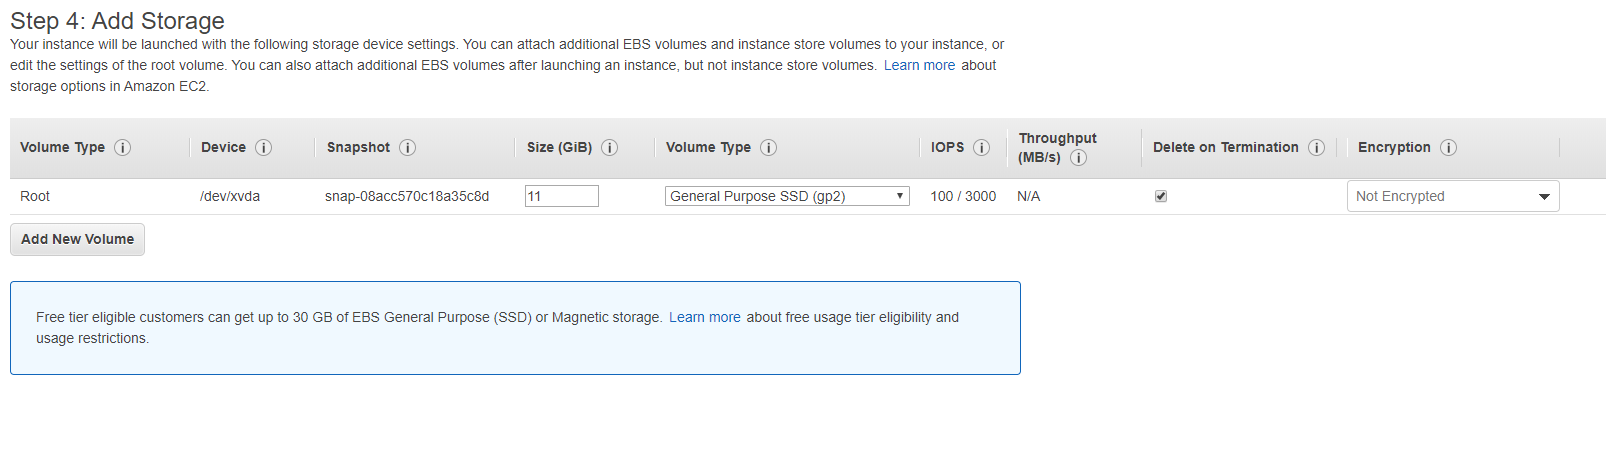 Step 4: Add Storage
Your instance will be launched with the following storage device settings. You can attach additional EBS volumes and instance store volumes to your instance, or
edit the settings of the root volume. You can also attach additional EBS volumes after launching an instance, but not instance store volumes. Learn more about
storage options in Amazon EC2.
Volume Type Device Snapshot Size (GiB) Volume Type IOPS Throughput (MB/s) Delete on Termination Encryption
Root /dev/xvda snap-08acc570c18a35c8d 11 General Purpose SSD (gp2) 100 / 3000 N/A Not Encrypted
Add New Volume
Free tier eligible customers can get up to 30 GB of EBS General Purpose (SSD) or Magnetic storage. Learn more about free usage tier eligibility and
usage restrictions.